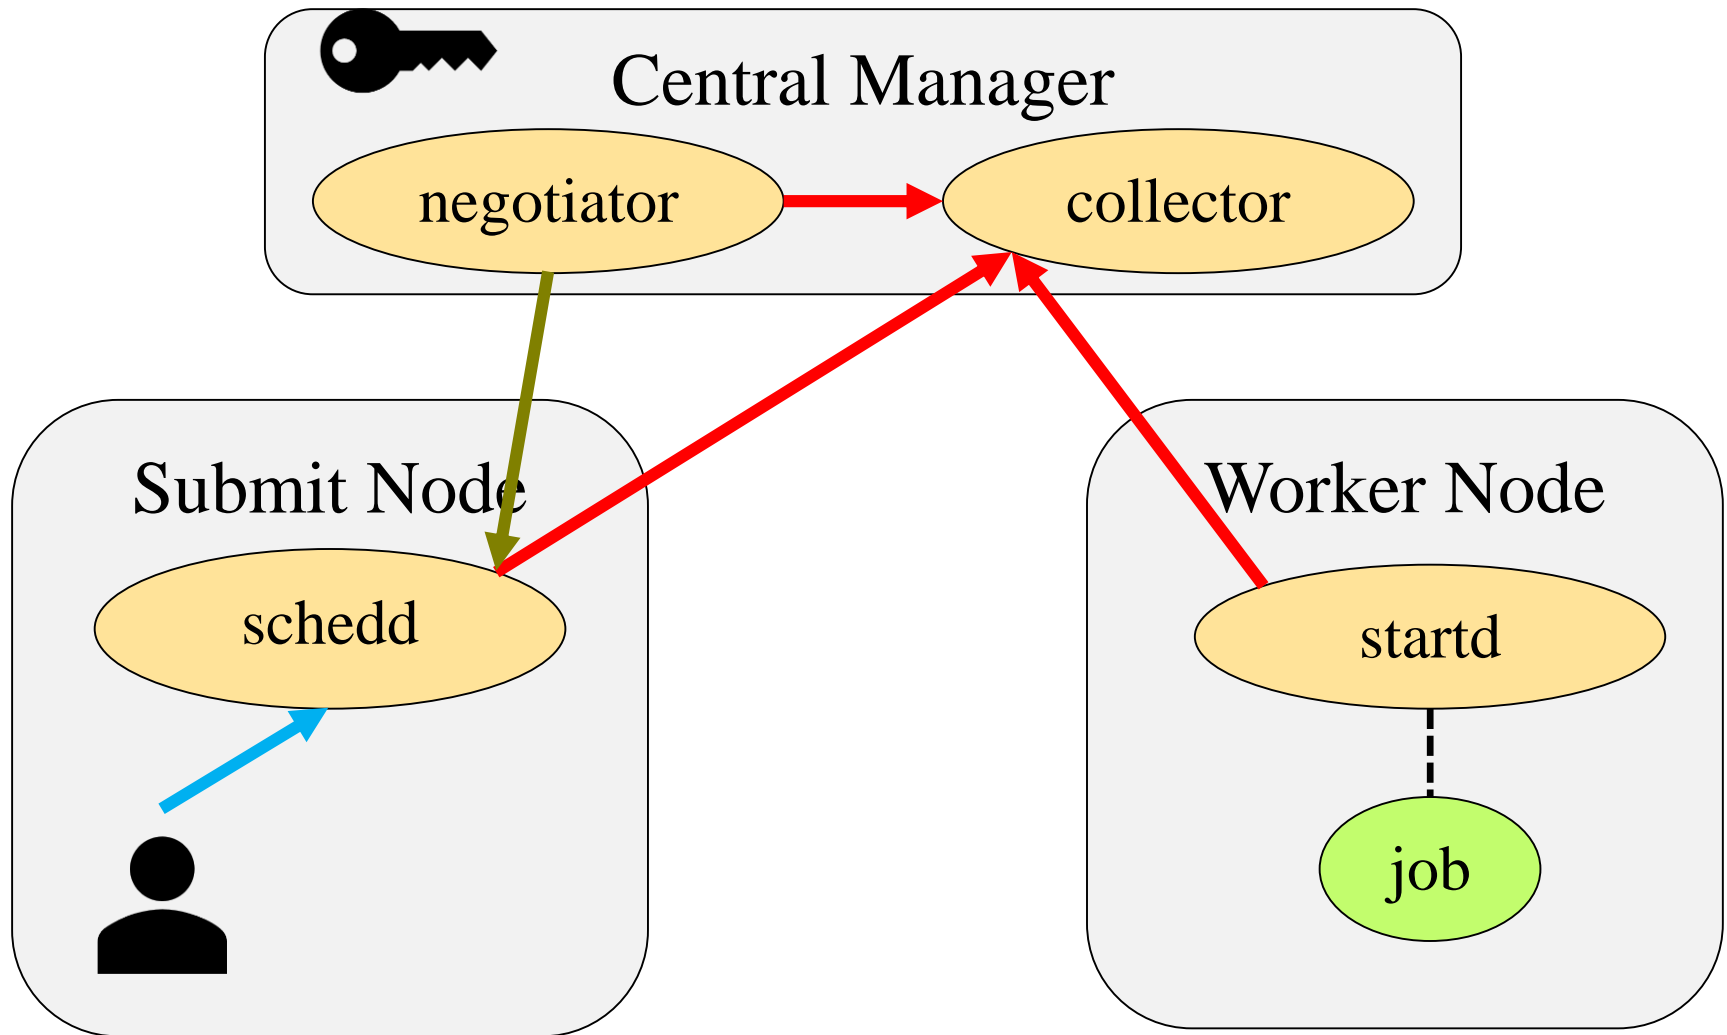 Central Manager
negotiator
collector
Submit Node
Worker Node
schedd
startd
job